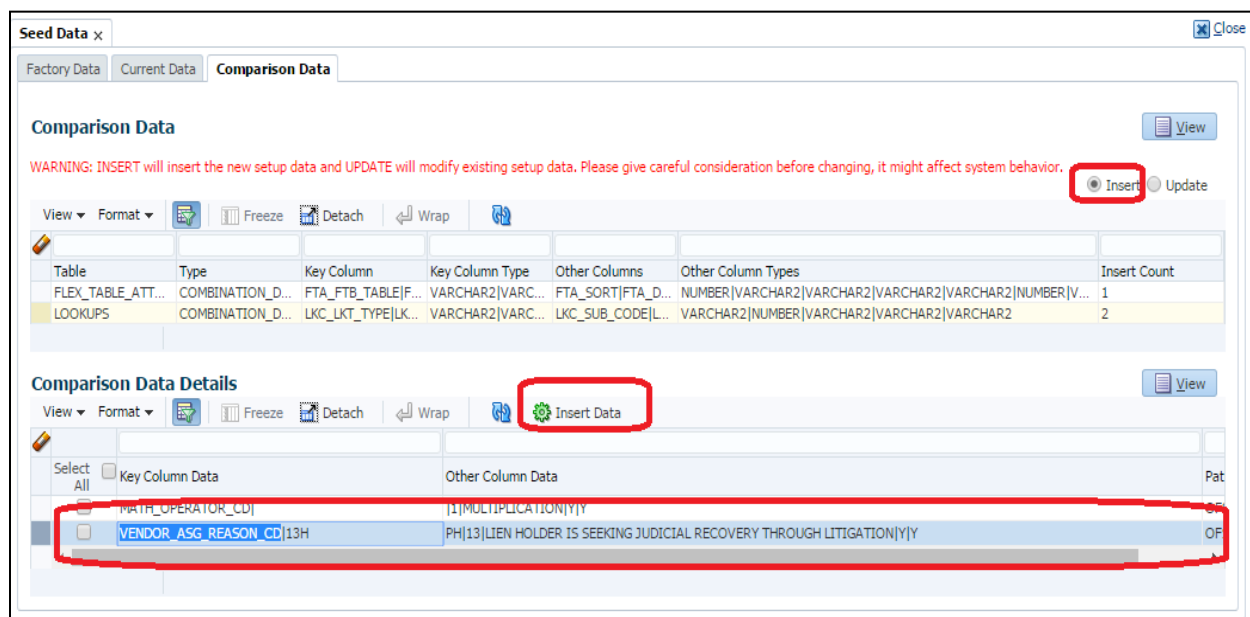 Seed Data x
Close
Factory Data Current Data Comparison Data
Comparison Data
View
WARNING: INSERT will insert the new setup data and UPDATE will modify existing setup data. Please give careful consideration before changing, it might affect system behavior.
Insert Update
View Format Freeze Detach Wrap
Table Type Key Column Key Column Type Other Columns Other Column Types Insert Count
FLEX_TABLE_ATT... COMBINATION_D... FTA_FTB_TABLE|F... VARCHAR2|VARC... FTA_SORT|FTA_D... NUMBER|VARCHAR2|VARCHAR2|VARCHAR2|VARCHAR2|NUMBER|V... 1
LOOKUPS COMBINATION_D... LKC_LKT_TYPE|LK... VARCHAR2|VARC... LKC_SUB_CODE|L... VARCHAR2|NUMBER|VARCHAR2|VARCHAR2|VARCHAR2 2
Comparison Data Details
View
View Format Freeze Detach Wrap Insert Data
Select All Key Column Data Other Column Data Pat
MATH_OPERATOR_CD| |1|MULTIPLICATION|Y|Y OF
VENDOR_ASG_REASON_CD|13H PH|13|LIEN HOLDER IS SEEKING JUDICIAL RECOVERY THROUGH LITIGATION|Y|Y OF